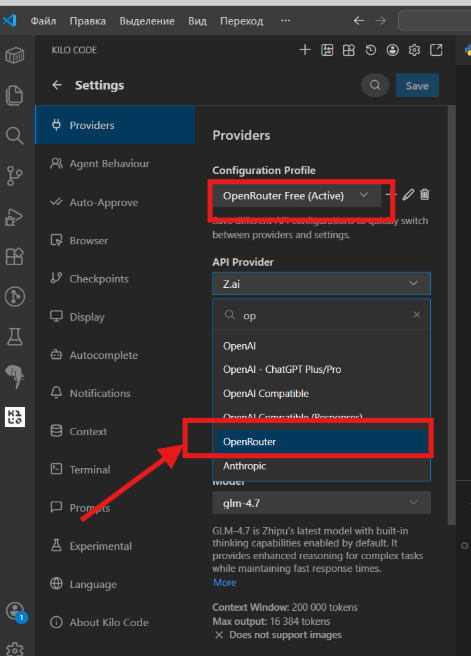 Файл Правка Выделение Вид Переход ···
KILO CODE
Settings
Save
Providers
Agent Behaviour
Auto-Approve
Browser
Checkpoints
Display
Autocomplete
Notifications
Context
Terminal
Prompts
Experimental
Language
About Kilo Code
KILO
1
Providers
Configuration Profile
OpenRouter Free (Active)
Save different API configurations to quickly switch
between providers and settings.
API Provider
Z.ai
op
OpenAI
OpenAI - ChatGPT Plus/Pro
OpenAI Compatible
OpenAI Compatible (Responses)
OpenRouter
Anthropic
Model
glm-4.7
GLM-4.7 is Zhipu's latest model with built-in
thinking capabilities enabled by default. It
provides enhanced reasoning for complex tasks
while maintaining fast response times.
More
Context Window: 200 000 tokens
Max output: 16 384 tokens
Does not support images